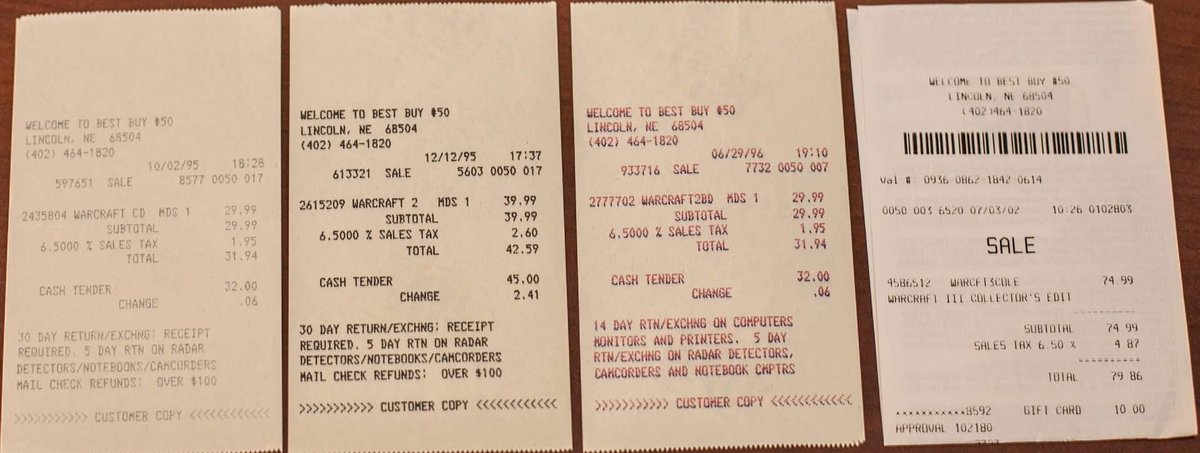 WELCOME TO BEST BUY #50
LINCOLN, NE 68504
(402) 464-1820
10/02/95 18:28
597651 SALE 8577 0050 017
2435804 WARCRAFT CD MDS 1 29.99
SUBTOTAL 29.99
6.5000 % SALES TAX 1.95
TOTAL 31.94
CASH TENDER 32.00
CHANGE .06
30 DAY RETURN/EXCHNG; RECEIPT
REQUIRED. 5 DAY RTN ON RADAR
DETECTORS/NOTEBOOKS/CAMCORDERS
MAIL CHECK REFUNDS; OVER $100
>>>>>>>>>>> CUSTOMER COPY <<<<<<<<<<<<
WELCOME TO BEST BUY #50
LINCOLN, NE 68504
(402) 464-1820
12/12/95 17:37
613321 SALE 5603 0050 017
2615209 WARCRAFT 2 MDS 1 39.99
SUBTOTAL 39.99
6.5000 % SALES TAX 2.60
TOTAL 42.59
CASH TENDER 45.00
CHANGE 2.41
30 DAY RETURN/EXCHNG; RECEIPT
REQUIRED. 5 DAY RTN ON RADAR
DETECTORS/NOTEBOOKS/CAMCORDERS
MAIL CHECK REFUNDS; OVER $100
>>>>>>>>>>> CUSTOMER COPY <<<<<<<<<<<<
WELCOME TO BEST BUY #50
LINCOLN, NE 68504
(402) 464-1820
06/29/96 19:10
933716 SALE 7732 0050 007
2777702 WARCRAFT2BD MDS 1 29.99
SUBTOTAL 29.99
6.5000 % SALES TAX 1.95
TOTAL 31.94
CASH TENDER 32.00
CHANGE .06
14 DAY RTN/EXCHNG ON COMPUTERS
MONITORS AND PRINTERS. 5 DAY
RTN/EXCHNG ON RADAR DETECTORS,
CAMCORDERS AND NOTEBOOK CMPTRS
>>>>>>>>>>> CUSTOMER COPY <<<<<<<<<<<<
WELCOME TO BEST BUY #50
LINCOLN, NE 68504
(402)464-1820
Val #: 0936-0862-1842-0614
0050 003 6520 07/03/02 10:26 0102803
SALE
4586512 WARCFT3COLE 74.99
WARCRAFT III COLLECTOR'S EDIT
SUBTOTAL 74.99
SALES TAX 6.50 % 4.87
----------
TOTAL 79.86
----------
xxxxxxxxxxx8592 GIFT CARD 10.00
APPROVAL 102180